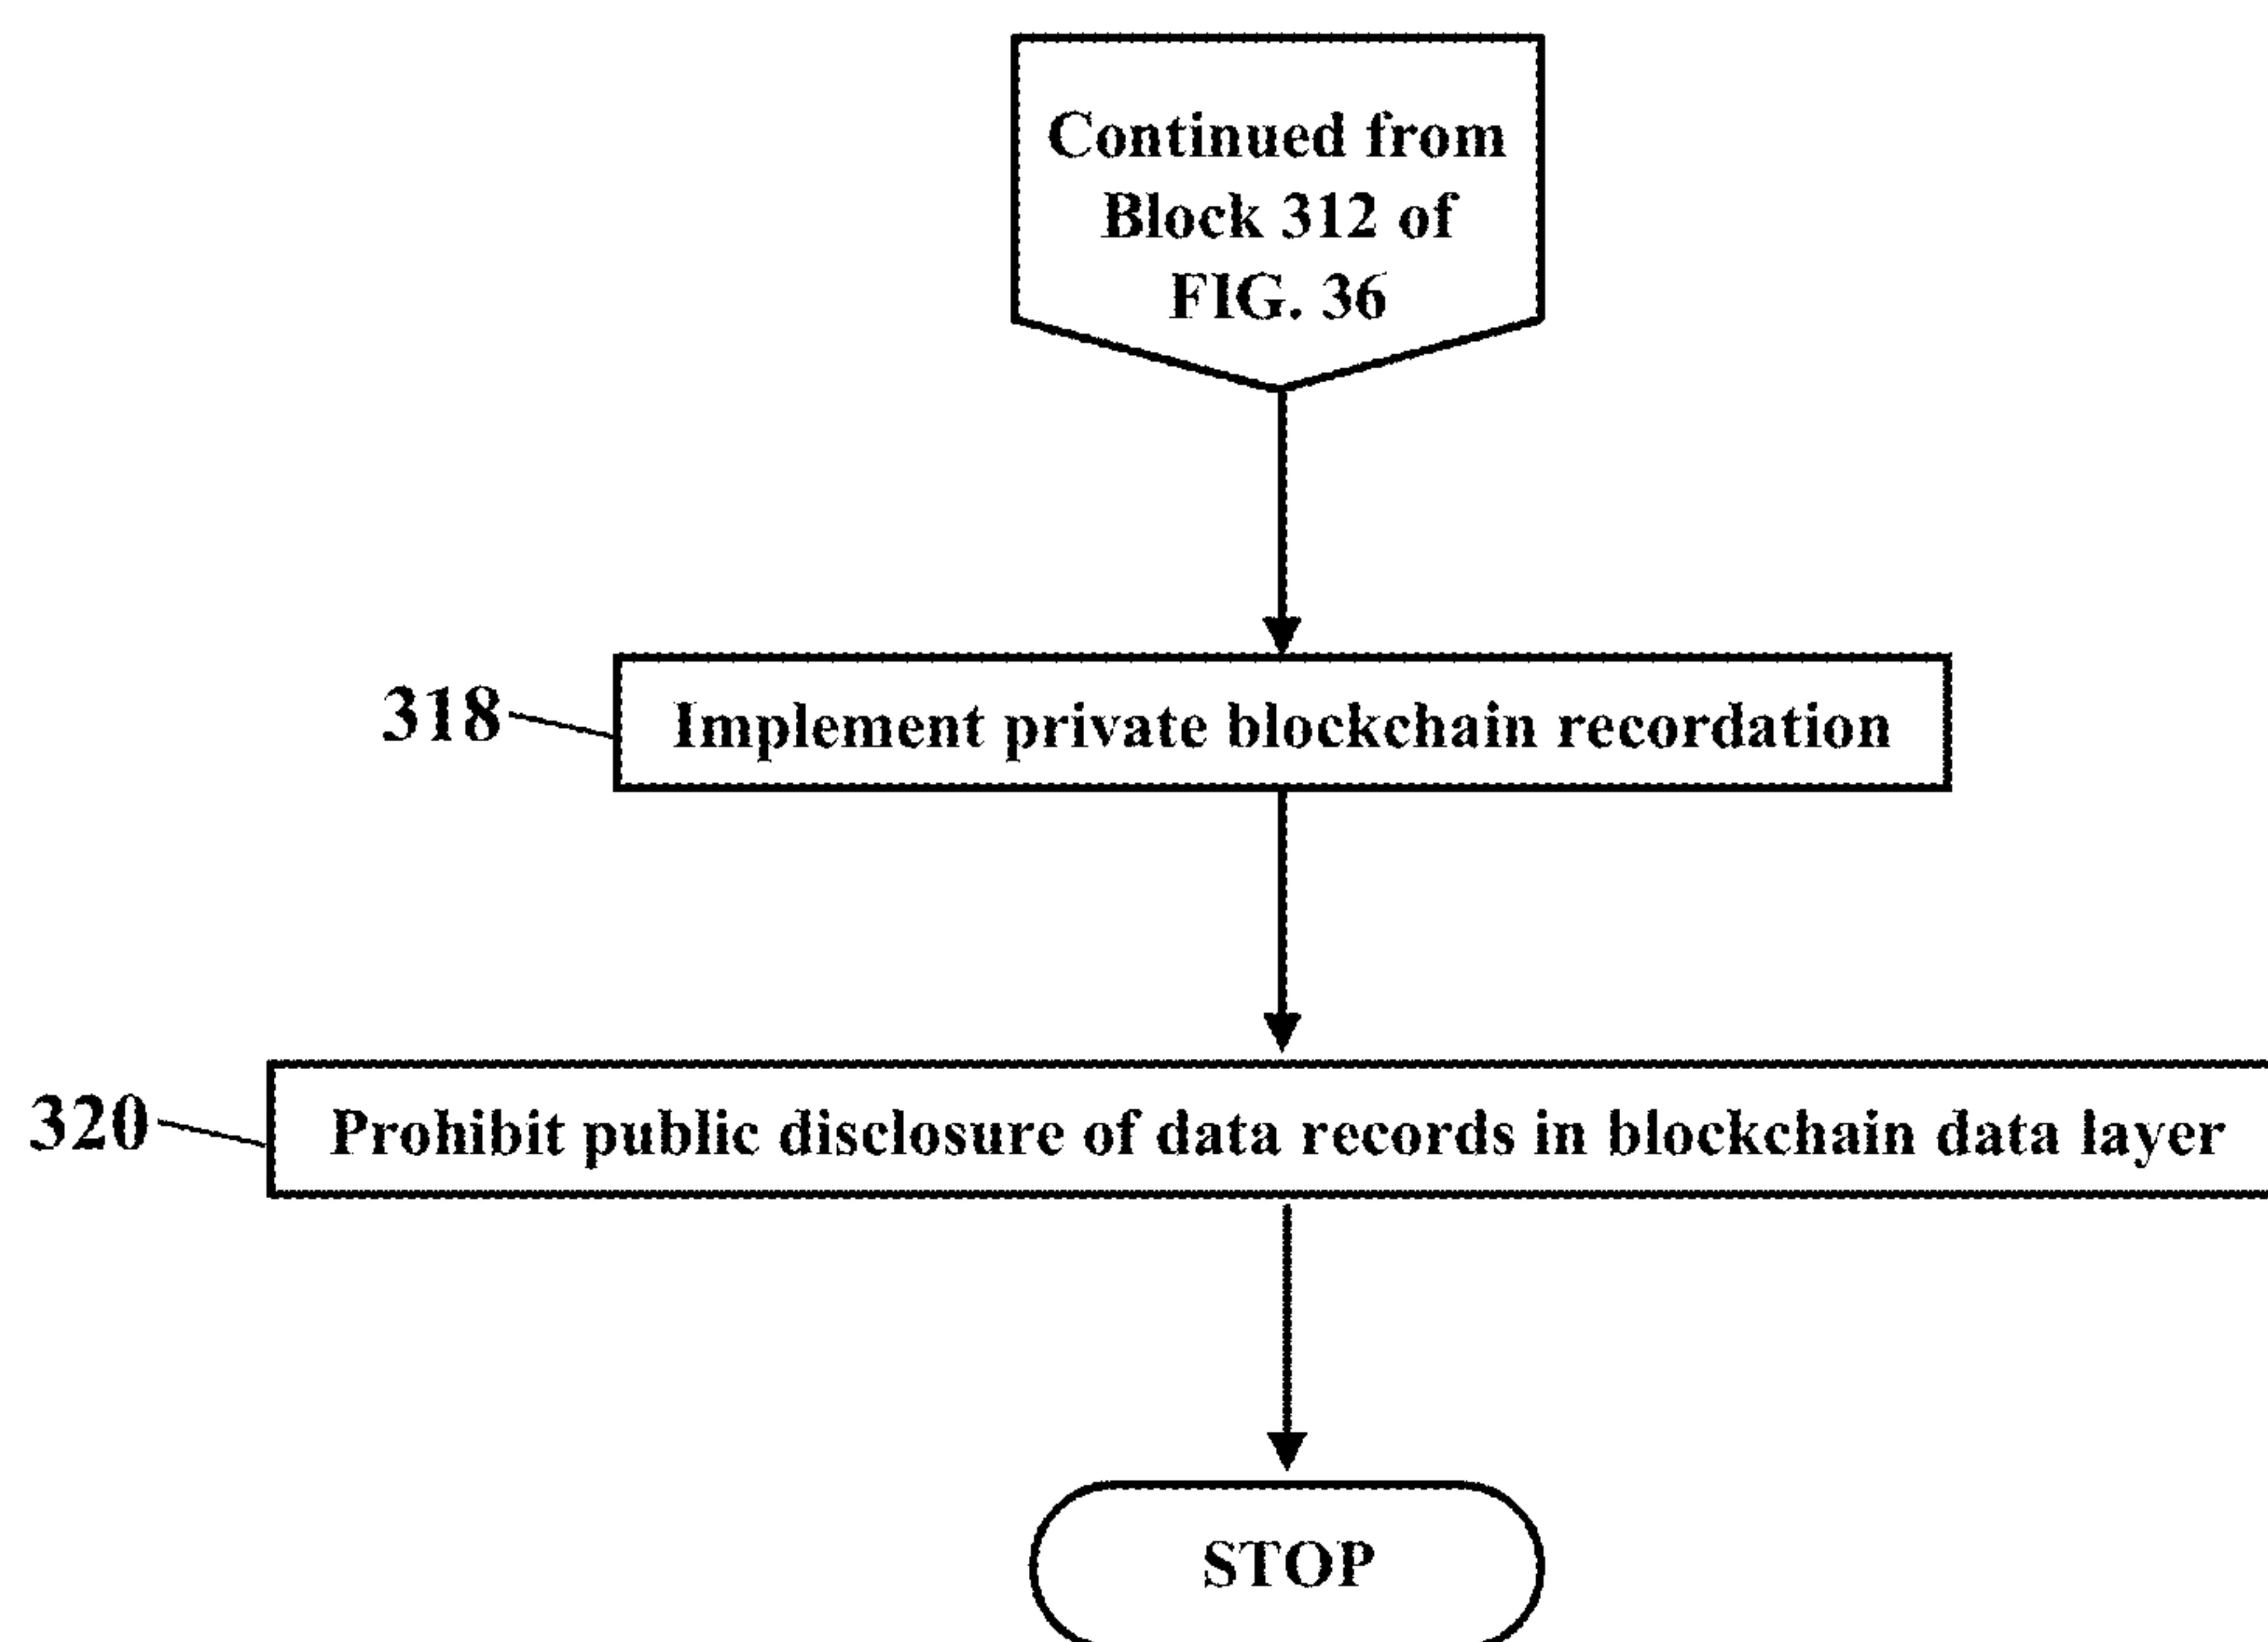 Continued from
Block 312 of
FIG. 36
318
Implement private blockchain recordation
320
Prohibit public disclosure of data records in blockchain data layer
STOP